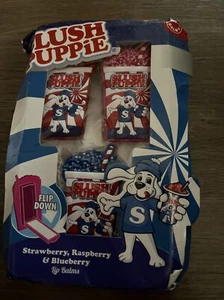 SLUSH
PUPPiE
SLUSH
PUPPIE
SLUSH
PUPPIE
FLIP
DOWN
SLUSH
PUPPIE
S
S
Strawberry, Raspberry
& Blueberry
Lip Balms